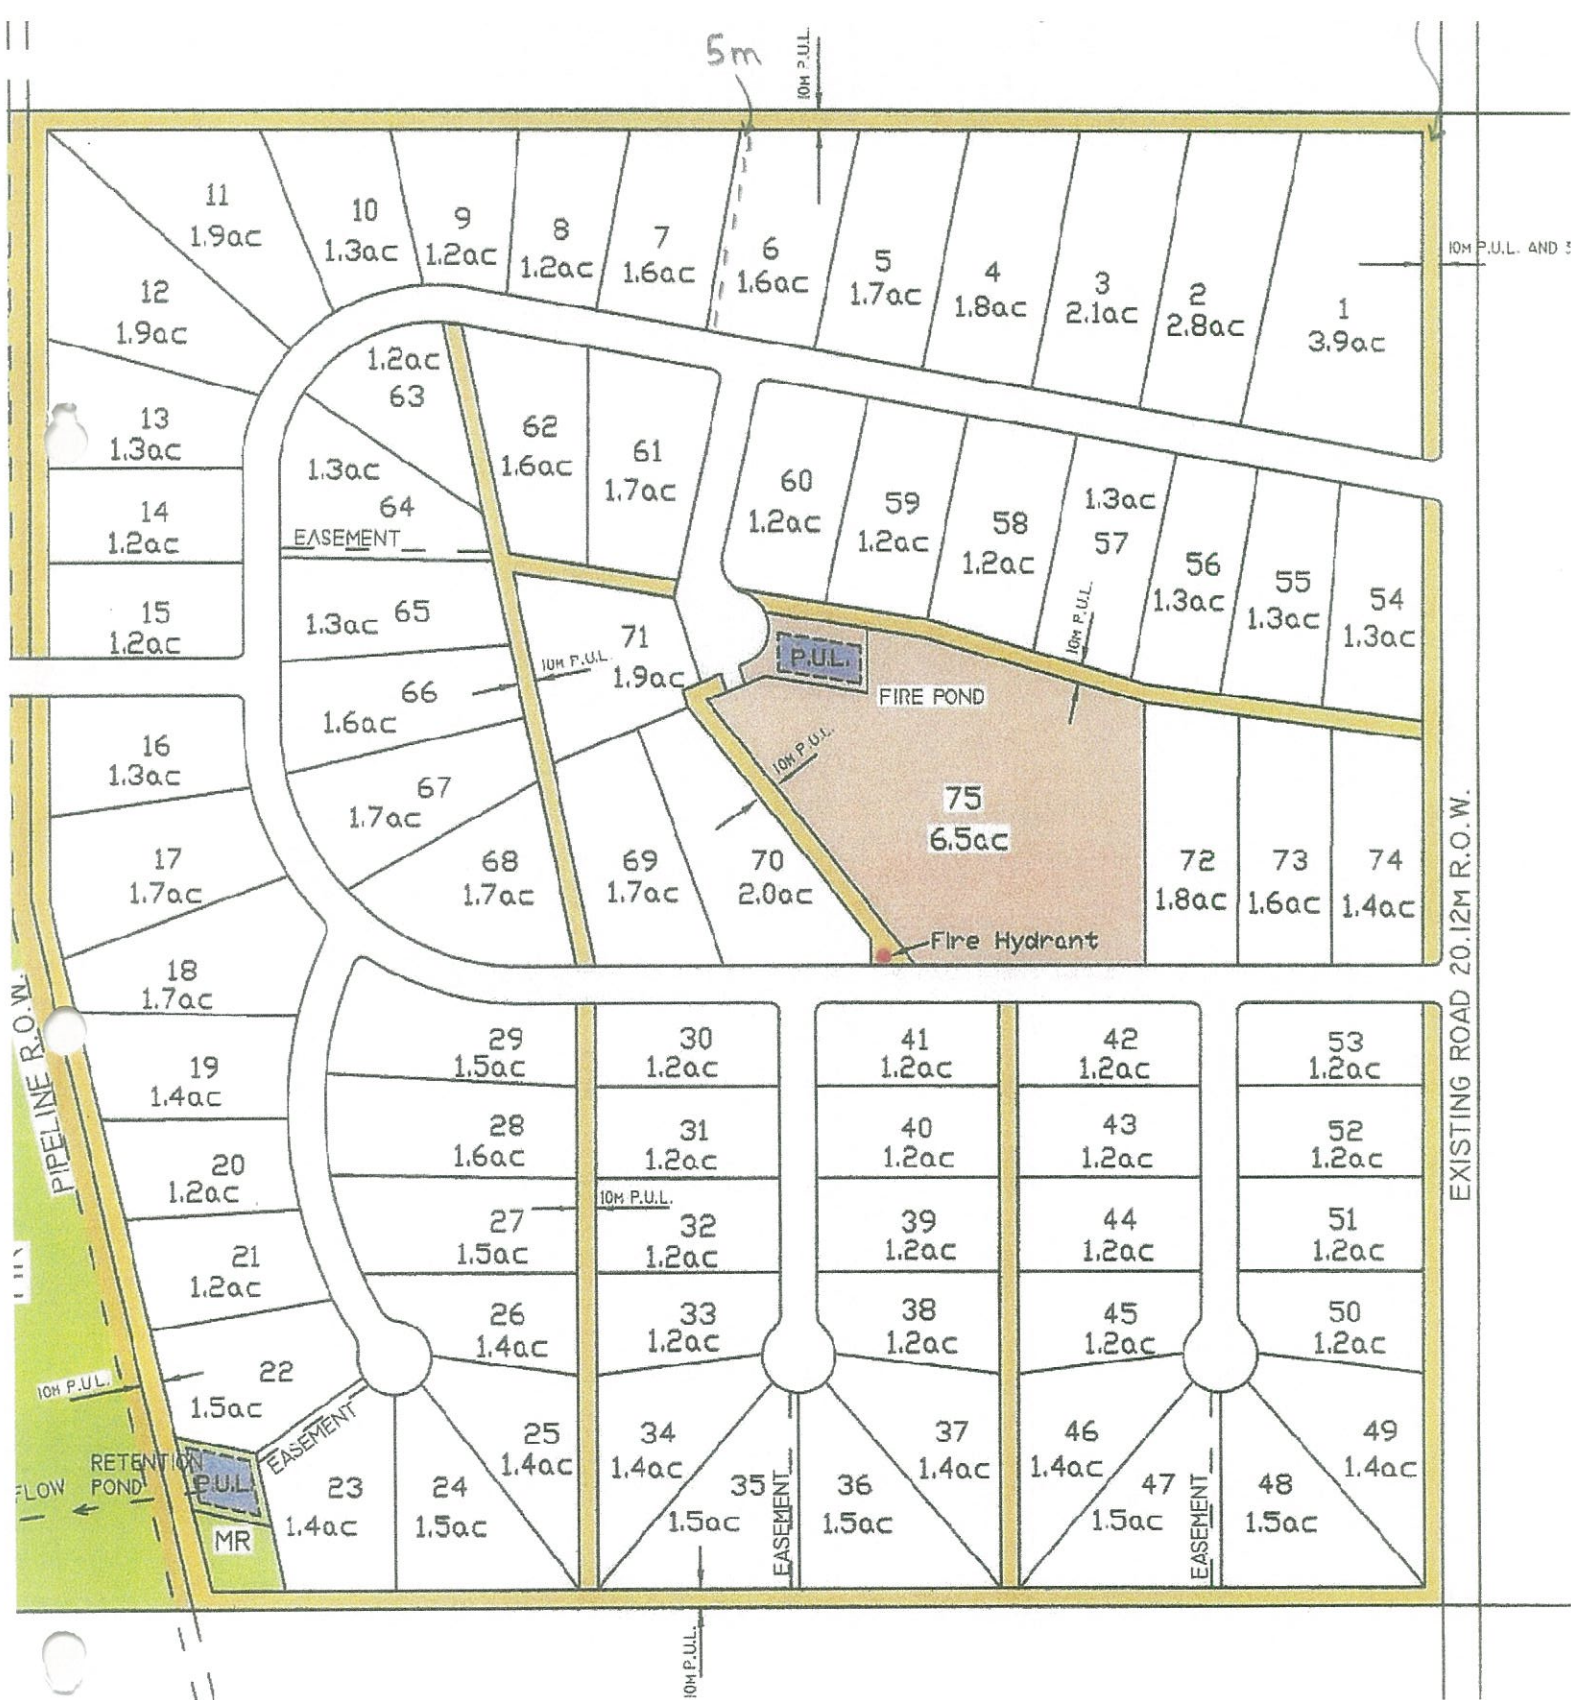 5m
10M P.U.L.
11
1.9ac
10
1.3ac
9
1.2ac
8
1.2ac
7
1.6ac
6
1.6ac
5
1.7ac
4
1.8ac
3
2.1ac
2
2.8ac
1
3.9ac
10M P.U.L. AND
12
1.9ac
13
1.3ac
14
1.2ac
15
1.2ac
1.2ac
63
1.3ac
64
EASEMENT
62
1.6ac
61
1.7ac
60
1.2ac
59
1.2ac
58
1.2ac
1.3ac
57
56
1.3ac
55
1.3ac
54
1.3ac
10M P.U.L.
1.3ac 65
66
1.6ac
10M P.U.L.
71
1.9ac
P.U.L.
FIRE POND
16
1.3ac
67
1.7ac
10M P.U.L.
75
6.5ac
17
1.7ac
68
1.7ac
69
1.7ac
70
2.0ac
72
1.8ac
73
1.6ac
74
1.4ac
Fire Hydrant
EXISTING ROAD 20.12M R.O.W.
PIPELINE R.O.W.
18
1.7ac
19
1.4ac
20
1.2ac
21
1.2ac
22
1.5ac
29
1.5ac
28
1.6ac
27
1.5ac
26
1.4ac
10M P.U.L.
30
1.2ac
31
1.2ac
32
1.2ac
33
1.2ac
41
1.2ac
40
1.2ac
39
1.2ac
38
1.2ac
42
1.2ac
43
1.2ac
44
1.2ac
45
1.2ac
53
1.2ac
52
1.2ac
51
1.2ac
50
1.2ac
10M P.U.L.
EASEMENT
RETENTION
POND
FLOW
P.U.L.
MR
23
1.4ac
24
1.5ac
25
1.4ac
34
1.4ac
35
1.5ac
EASEMENT
36
1.5ac
37
1.4ac
46
1.4ac
47
1.5ac
EASEMENT
48
1.5ac
49
1.4ac
10M P.U.L.